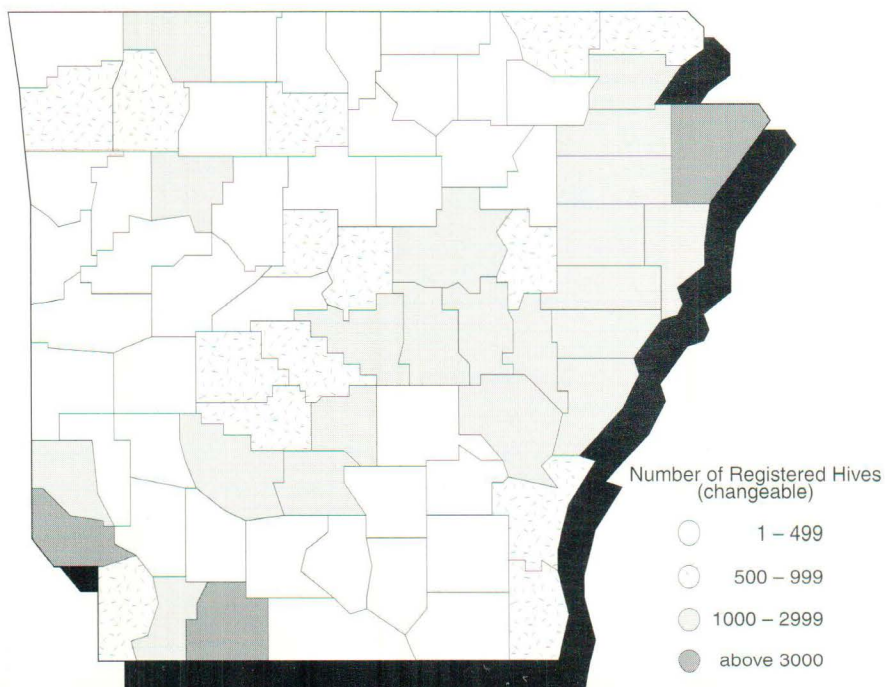 Number of Registered Hives
(changeable)
1 – 499
500 – 999
1000 – 2999
above 3000